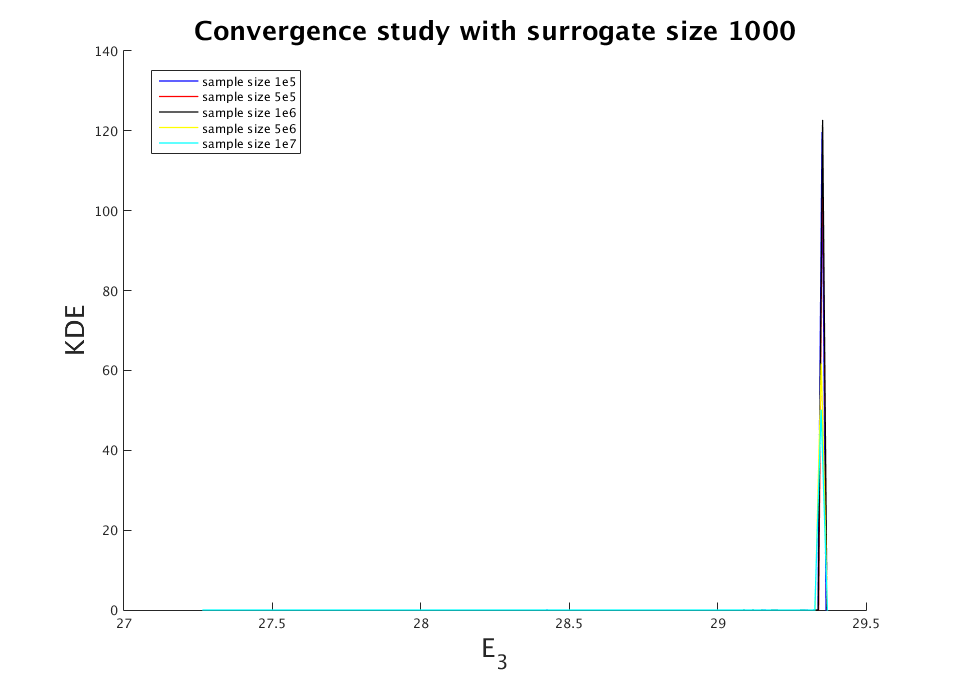 Convergence study with surrogate size 1000
140
120
100
80
60
40
20
0
KDE
sample size 1e5
sample size 5e5
sample size 1e6
sample size 5e6
sample size 1e7
27 27.5 28 28.5 29 29.5
E_3